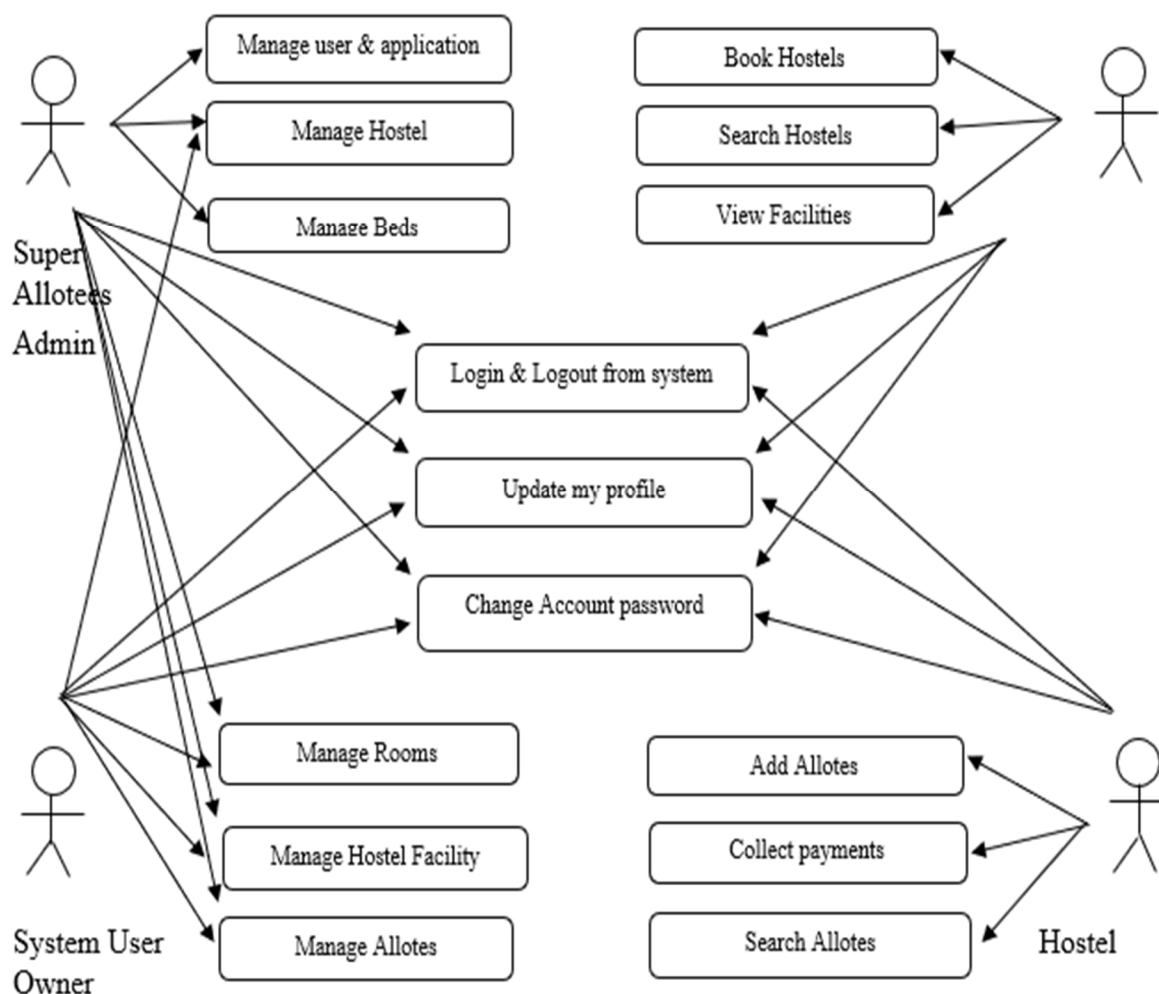 Manage user & application
Book Hostels
Manage Hostel
Search Hostels
Manage Beds
View Facilities
Super
Allotees
Admin
Login & Logout from system
Update my profile
Change Account password
Manage Rooms
Add Allotes
Manage Hostel Facility
Collect payments
Manage Allotes
Search Allotes
System User
Hostel
Owner